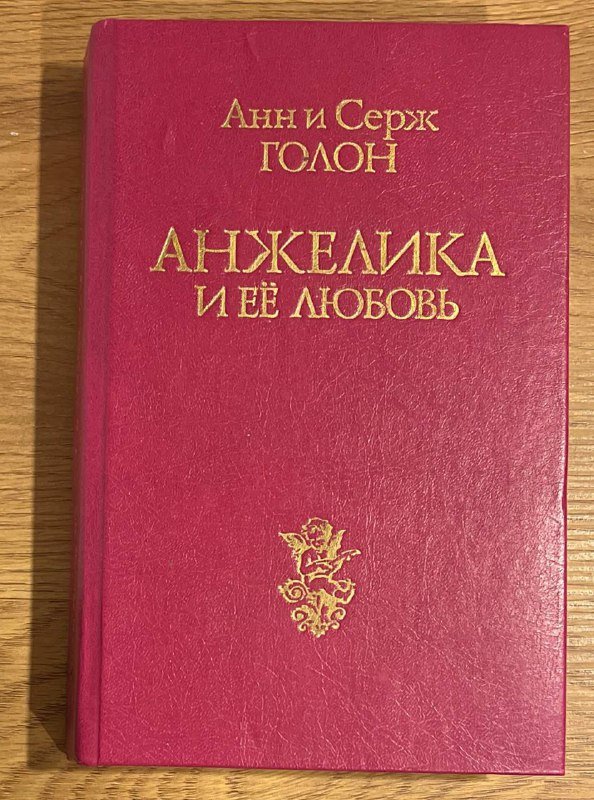 Анн и Серж
ГОЛОН
АНЖЕЛИКА
И ЕЁ ЛЮБОВЬ